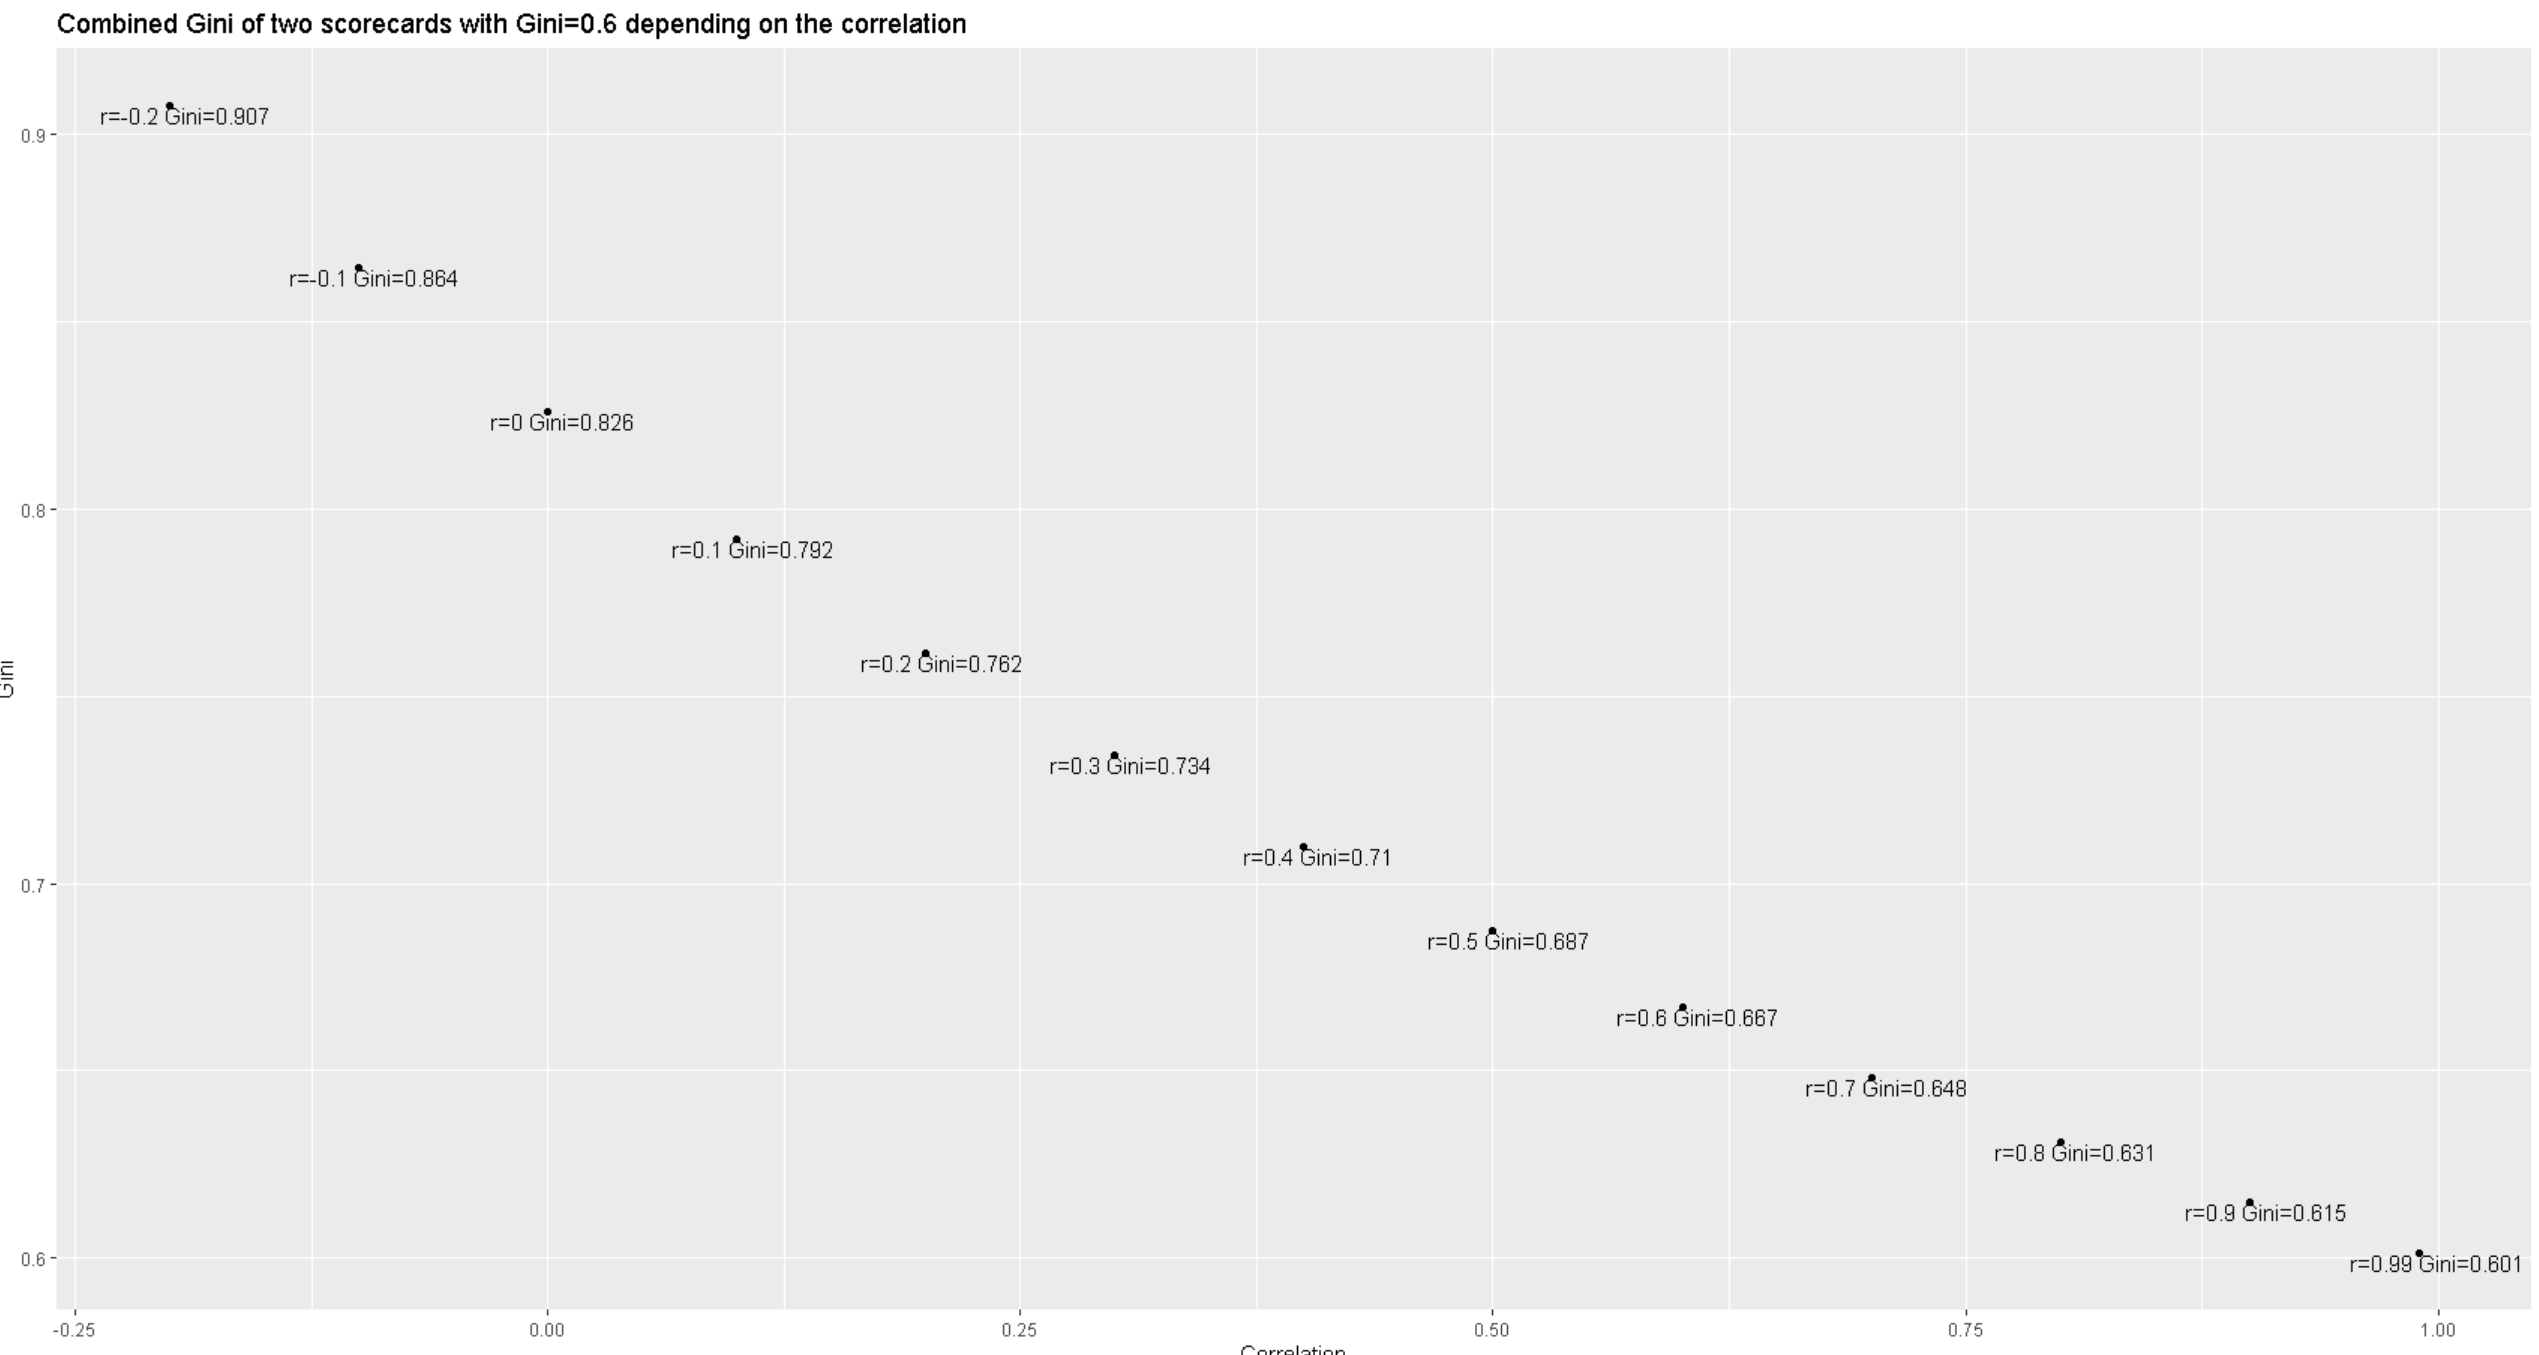 Combined Gini of two scorecards with Gini=0.6 depending on the correlation
r=-0.2 Gini=0.907
0.9
r=-0.1 Gini=0.864
r=0 Gini=0.826
0.8
r=0.1 Gini=0.792
r=0.2 Gini=0.762
Gini
r=0.3 Gini=0.734
r=0.4 Gini=0.71
0.7
r=0.5 Gini=0.687
r=0.6 Gini=0.667
r=0.7 Gini=0.648
r=0.8 Gini=0.631
r=0.9 Gini=0.615
0.6
r=0.99 Gini=0.601
-0.25 0.00 0.25 0.50 0.75 1.00
Correlation